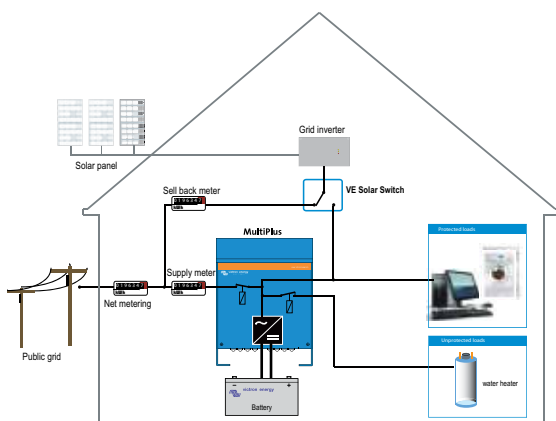 Grid inverter
Solar panel
Sell back meter
VE Solar Switch
MultiPlus
Protected loads
Supply meter
Net metering
Public grid
Unprotected loads
water heater
victron energy
Battery